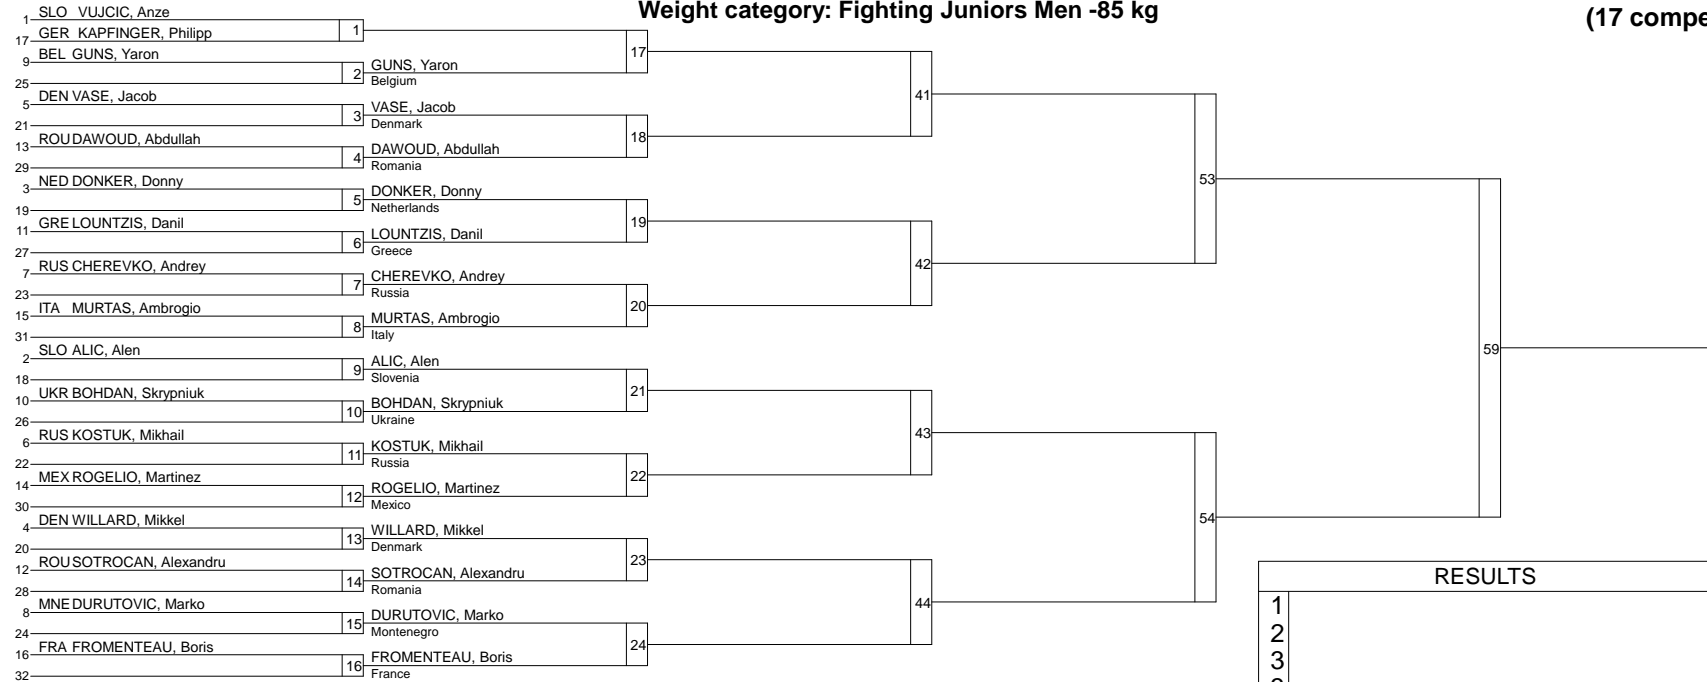 Weight category: Fighting Juniors Men -85 kg
(17 compe
1 SLO VUJCIC, Anze
17 GER KAPFINGER, Philipp
1
9 BEL GUNS, Yaron
25
2
GUNS, Yaron
Belgium
17
5 DEN VASE, Jacob
21
3
VASE, Jacob
Denmark
13 ROU DAWOUD, Abdullah
29
4
DAWOUD, Abdullah
Romania
18
41
3 NED DONKER, Donny
19
5
DONKER, Donny
Netherlands
11 GRE LOUNTZIS, Danil
27
6
LOUNTZIS, Danil
Greece
19
7 RUS CHEREVKO, Andrey
23
7
CHEREVKO, Andrey
Russia
15 ITA MURTAS, Ambrogio
31
8
MURTAS, Ambrogio
Italy
20
42
53
2 SLO ALIC, Alen
18
9
ALIC, Alen
Slovenia
10 UKR BOHDAN, Skrypniuk
26
10
BOHDAN, Skrypniuk
Ukraine
21
6 RUS KOSTUK, Mikhail
22
11
KOSTUK, Mikhail
Russia
14 MEX ROGELIO, Martinez
30
12
ROGELIO, Martinez
Mexico
22
43
4 DEN WILLARD, Mikkel
20
13
WILLARD, Mikkel
Denmark
12 ROU SOTROCAN, Alexandru
28
14
SOTROCAN, Alexandru
Romania
23
8 MNE DURUTOVIC, Marko
24
15
DURUTOVIC, Marko
Montenegro
16 FRA FROMENTEAU, Boris
32
16
FROMENTEAU, Boris
France
24
44
54
59
RESULTS
1
2
3